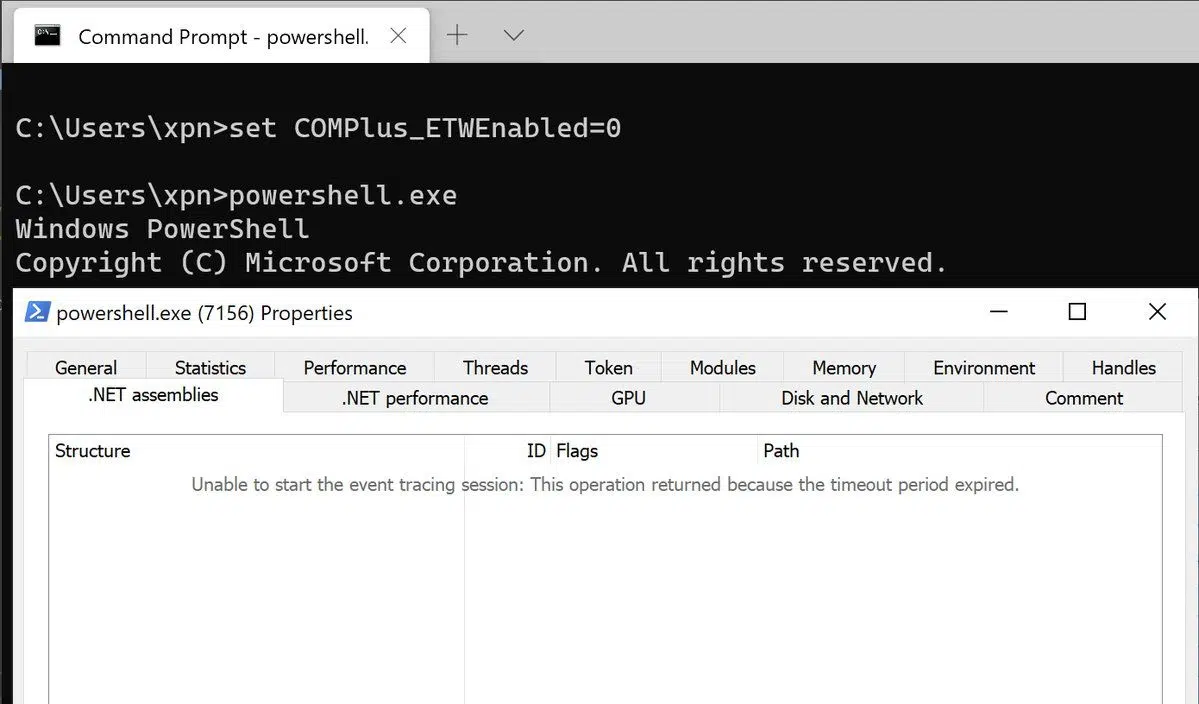 Command Prompt - powershell.
C:\Users\xpn>set COMPlus_ETWEnabled=0
C:\Users\xpn>powershell.exe
Windows PowerShell
Copyright (C) Microsoft Corporation. All rights reserved.
powershell.exe (7156) Properties
General Statistics Performance Threads Token Modules Memory Environment Handles
.NET assemblies .NET performance GPU Disk and Network Comment
Structure ID Flags Path
Unable to start the event tracing session: This operation returned because the timeout period expired.